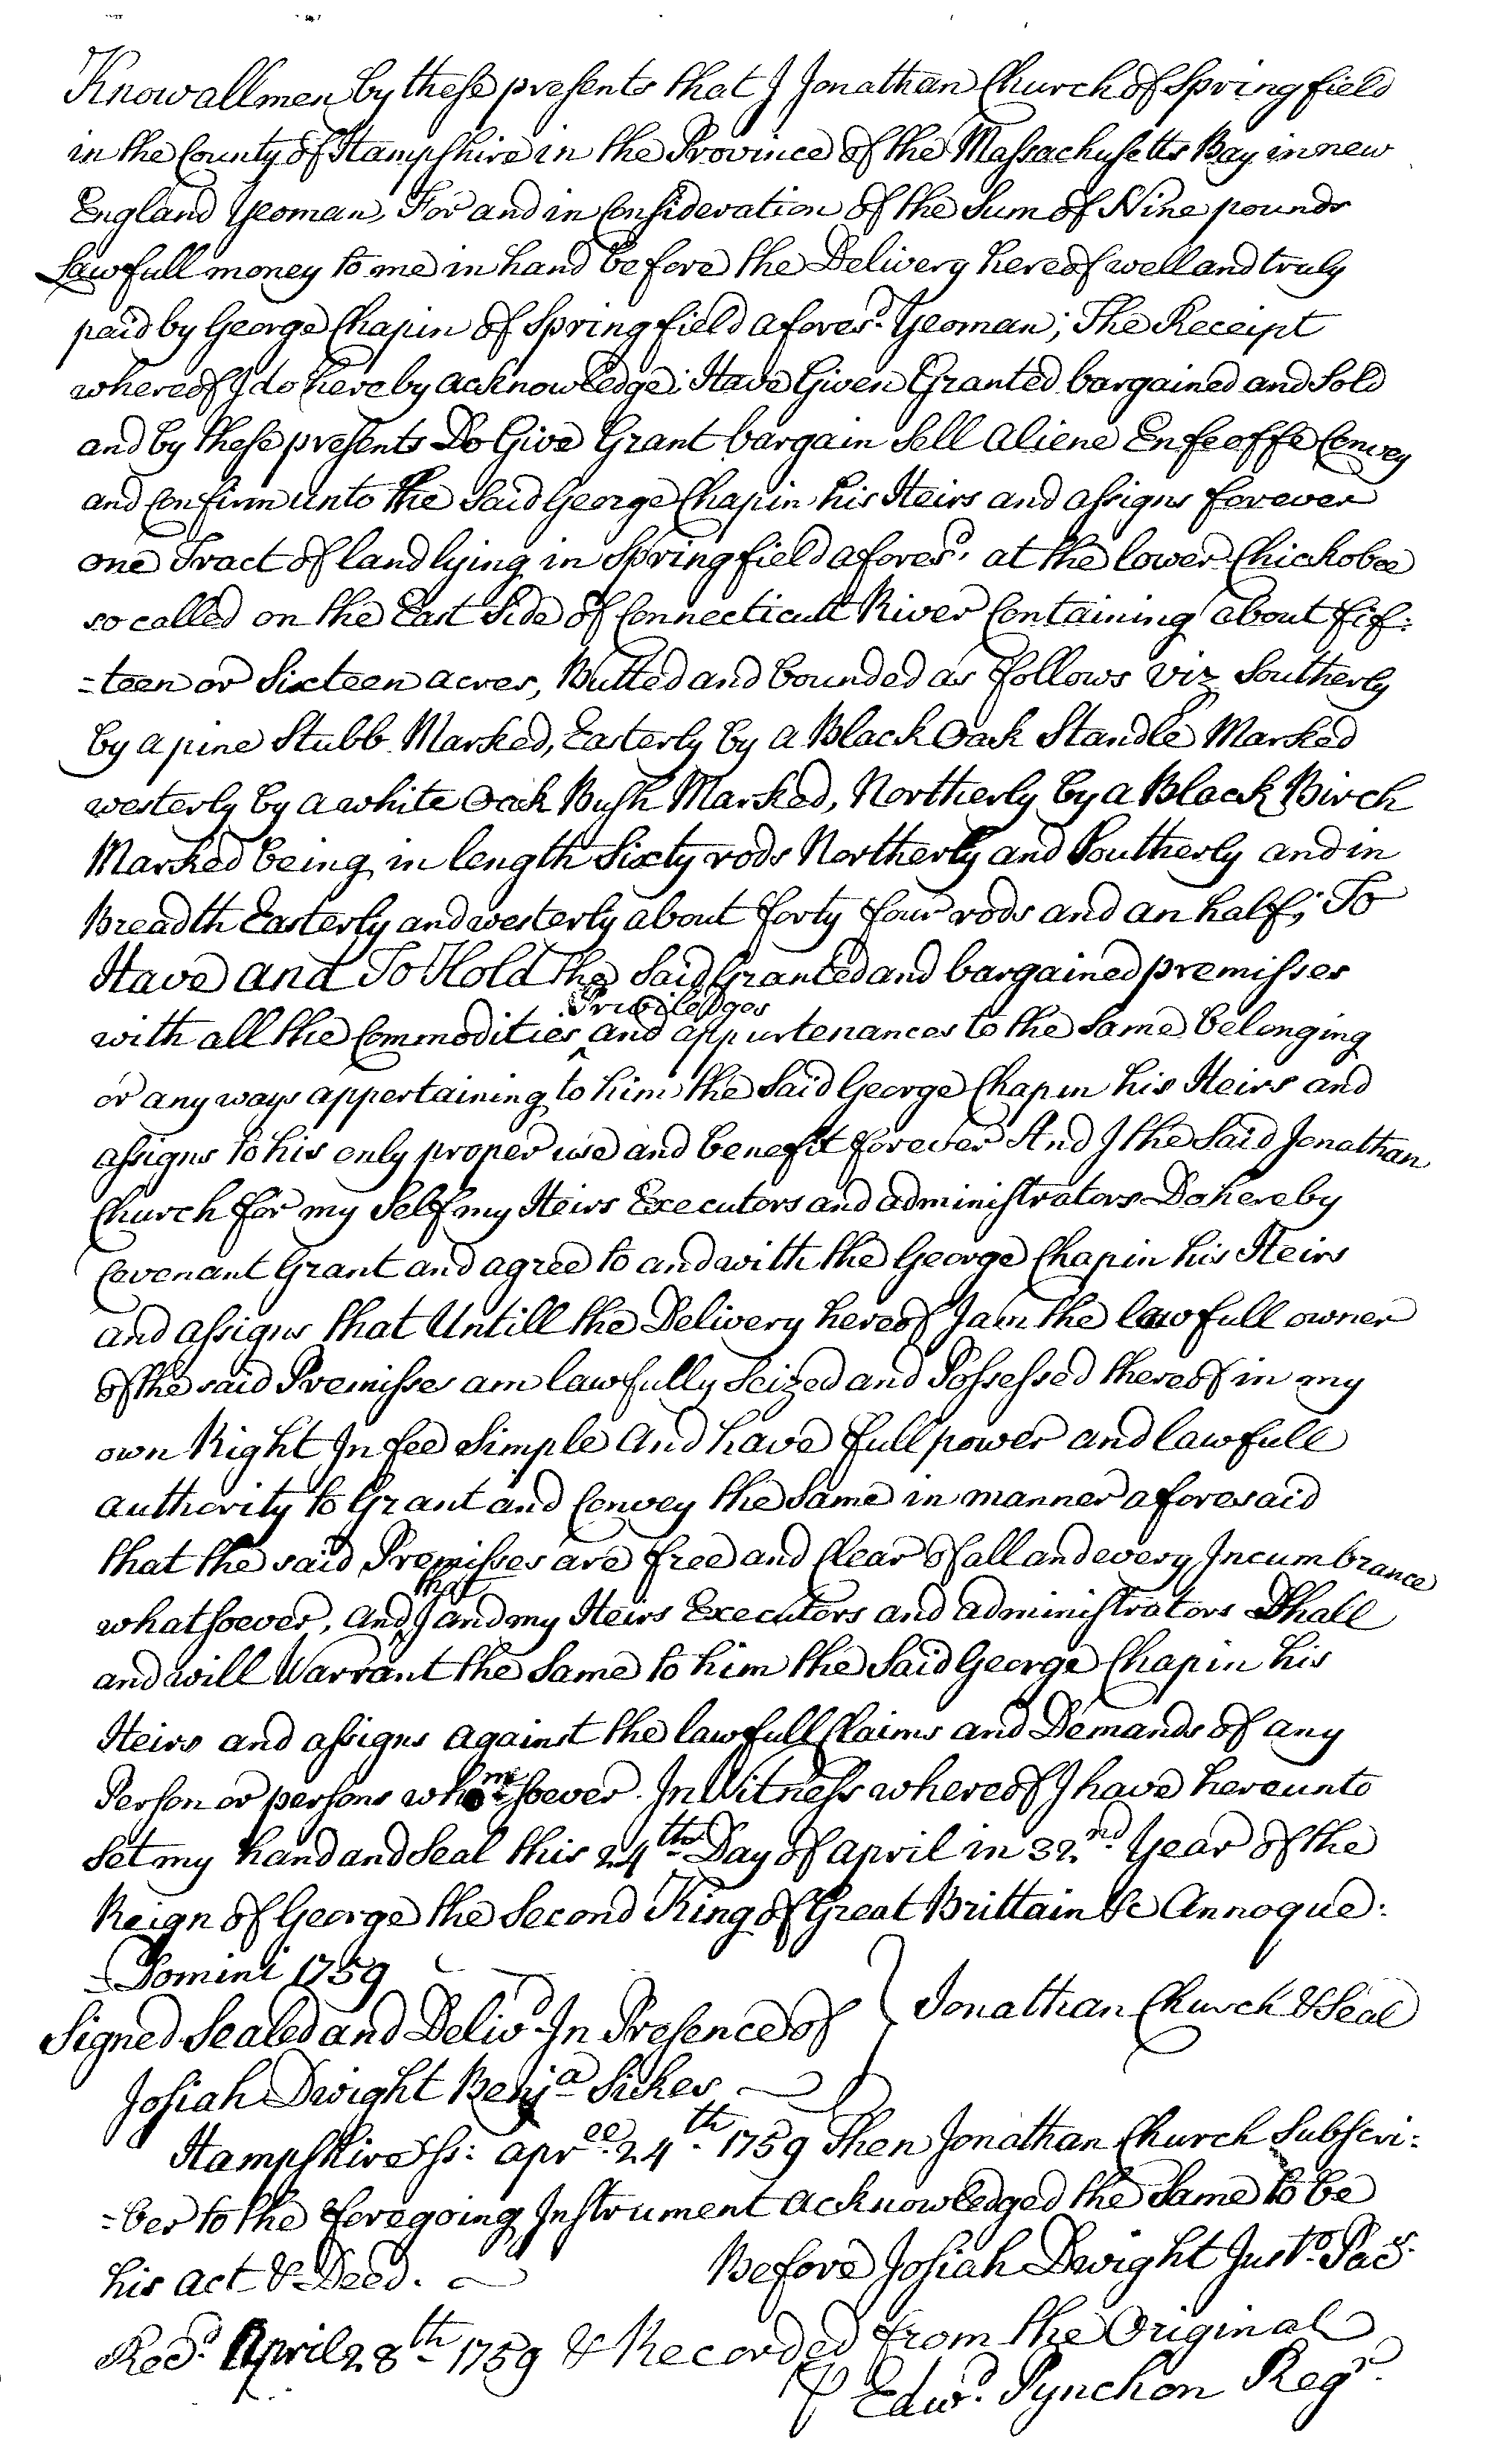 Know all men by these presents that I Jonathan Church of Springfield
in the County of Hampshire in the Province of the Massachusetts Bay in new
England Yeoman, For and in Consideration of the Sum of Nine pounds
Lawfull money to me in hand before the Delivery hereof well and truly
paid by George Chapin of Springfield afores.d Yeoman; The Receipt
whereof I do hereby acknowledge; Have Given Granted bargained and Sold
and by these presents Do Give Grant bargain Sell aliene Enfeoffe Convey
and Confirm unto the Said George Chapin his Heirs and assigns forever
one Tract of land lying in Springfield afores.d at the lower Chickobee
so called on the East Side of Connecticutt River Containing about fif:
=teen or Sixteen acres, Butted and bounded as follows viz Southerly
by a pine Stubb Marked, Easterly by a Black Oak Standle Marked
westerly by a white Oak Bush Marked, Northerly by a Black Birch
Marked being in length Sixty rods Northerly and Southerly and in
Breadth Easterly and westerly about forty four rods and an half; To
Have and To Hold the Said Granted and bargained premisses
with all the Commodities ^Priviledges and appurtenances to the Same belonging
or any ways appertaining to him the Said George Chapin his Heirs and
assigns to his only proper use and benefit forever And I the Said Jonathan
Church for my Self my Heirs Executors and administrators Do hereby
Covenant Grant and agree to and with the George Chapin his Heirs
and assigns that Untill the Delivery hereof I am the lawfull owner
of the said Premisses am lawfully Seized and Possessed thereof in my
own Right In fee Simple And have full power and lawfull
authority to Grant and Convey the Same in manner aforesaid
that the said Premisses are free and Clear of all and every Incumbrance
whatsoever, and ^that I and my Heirs Executors and administrators Shall
and will Warrant the Same to him the Said George Chapin his
Heirs and assigns against the lawfull Claims and Demands of any
Person or persons whomsoever. In Witness whereof I have hereunto
Set my hand and Seal this 24th Day of April in 32.nd Year of the
Reign of George the Second King of Great Brittain &c Annoque:
=Domini 1759
Signed Sealed and Deliv.d In Presence of } Jonathan Church & Seal
Josiah Dwight Benj.a Sikes
Hampshire Ss: apr.ll 24th 1759 Then Jonathan Church Subscri:
=ber to the foregoing Instrument acknowledged the Same to be
his act & Deed. Before Josiah Dwight Just.o Pac.s
Rec.d April 28th 1759 & Recorded from the Original
℘ Edw.d Pynchon Reg.r